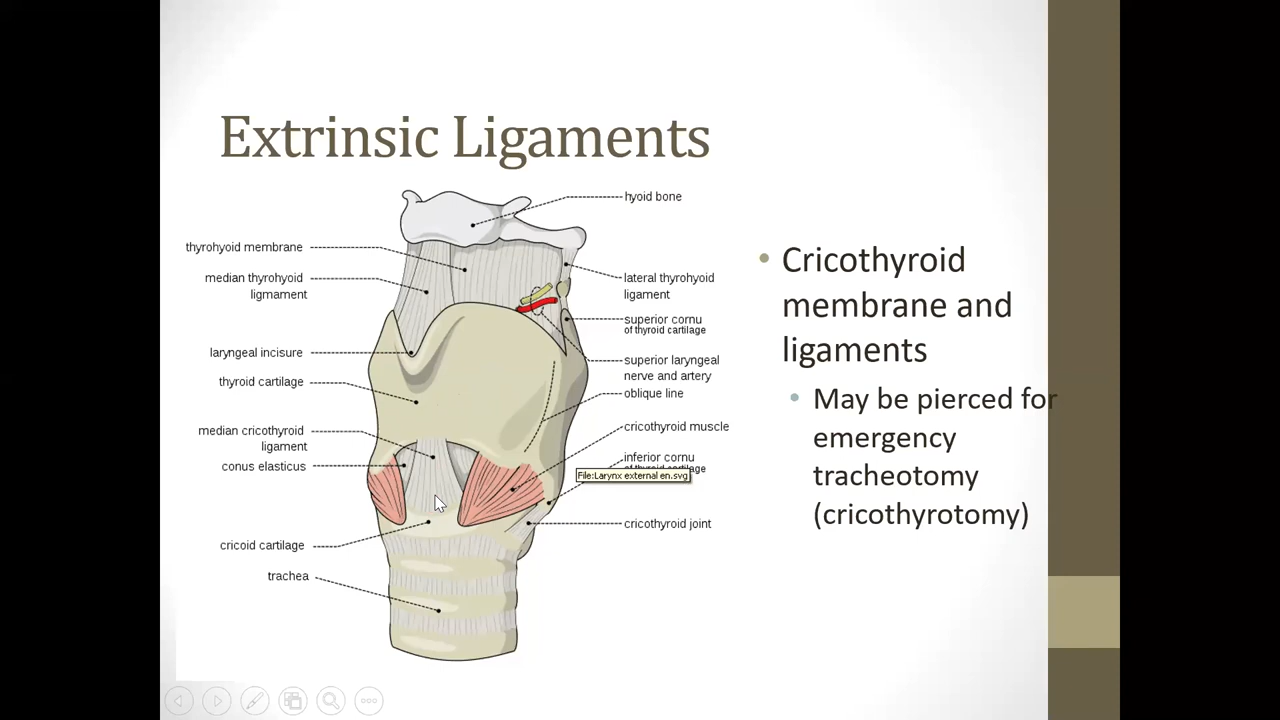 Extrinsic Ligaments
hyoid bone
thyrohyoid membrane
median thyrohyoid
ligmament
lateral thyrohyoid
ligament
superior cornu
of thyroid cartilage
laryngeal incisure
superior laryngeal
nerve and artery
thyroid cartilage
oblique line
median cricothyroid
ligament
cricothyroid muscle
conus elasticus
inferior cornu
of thyroid cartilage
File:Larynx external en.svg
cricothyroid joint
cricoid cartilage
trachea
• Cricothyroid
membrane and
ligaments
• May be pierced for
emergency
tracheotomy
(cricothyrotomy)